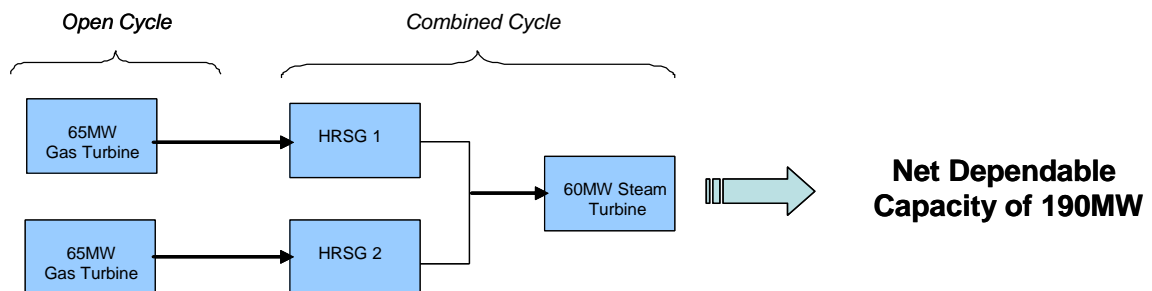 Open Cycle
Combined Cycle
65MW
Gas Turbine
HRSG 1
60MW Steam
Turbine
Net Dependable
Capacity of 190MW
65MW
Gas Turbine
HRSG 2